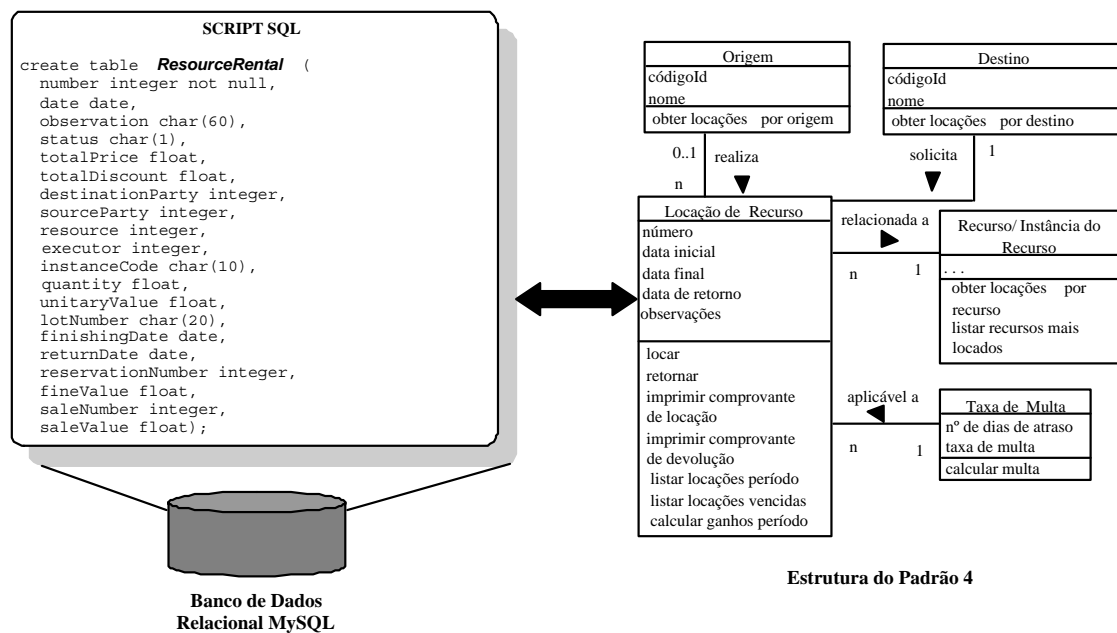 SCRIPT SQL
create table ResourceRental (
number integer not null,
date date,
observation char(60),
status char(1),
totalPrice float,
totalDiscount float,
destinationParty integer,
sourceParty integer,
resource integer,
executor integer,
instanceCode char(10),
quantity float,
unitaryValue float,
lotNumber char(20),
finishingDate date,
returnDate date,
reservationNumber integer,
fineValue float,
saleNumber integer,
saleValue float);
Banco de Dados
Relacional MySQL
Origem
códigoId
nome
obter locações por origem
Destino
códigoId
nome
obter locações por destino
0..1
realiza
n
solicita
1
Locação de Recurso
número
data inicial
data final
data de retorno
observações
locar
retornar
imprimir comprovante
de locação
imprimir comprovante
de devolução
listar locações período
listar locações vencidas
calcular ganhos período
relacionada a
n
1
Recurso/ Instância do
Recurso
. . .
obter locações por
recurso
listar recursos mais
locados
aplicável a
n
1
Taxa de Multa
nº de dias de atraso
taxa de multa
calcular multa
Estrutura do Padrão 4